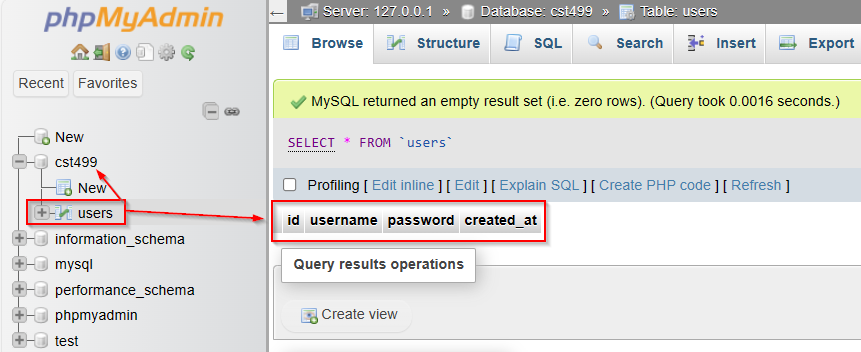 phpMyAdmin
Recent Favorites
New
cst499
New
users
information_schema
mysql
performance_schema
phpmyadmin
test
Server: 127.0.0.1 » Database: cst499 » Table: users
Browse Structure SQL Search Insert Export
MySQL returned an empty result set (i.e. zero rows). (Query took 0.0016 seconds.)
SELECT * FROM `users`
Profiling [ Edit inline ] [ Edit ] [ Explain SQL ] [ Create PHP code ] [ Refresh ]
id username password created_at
Query results operations
Create view